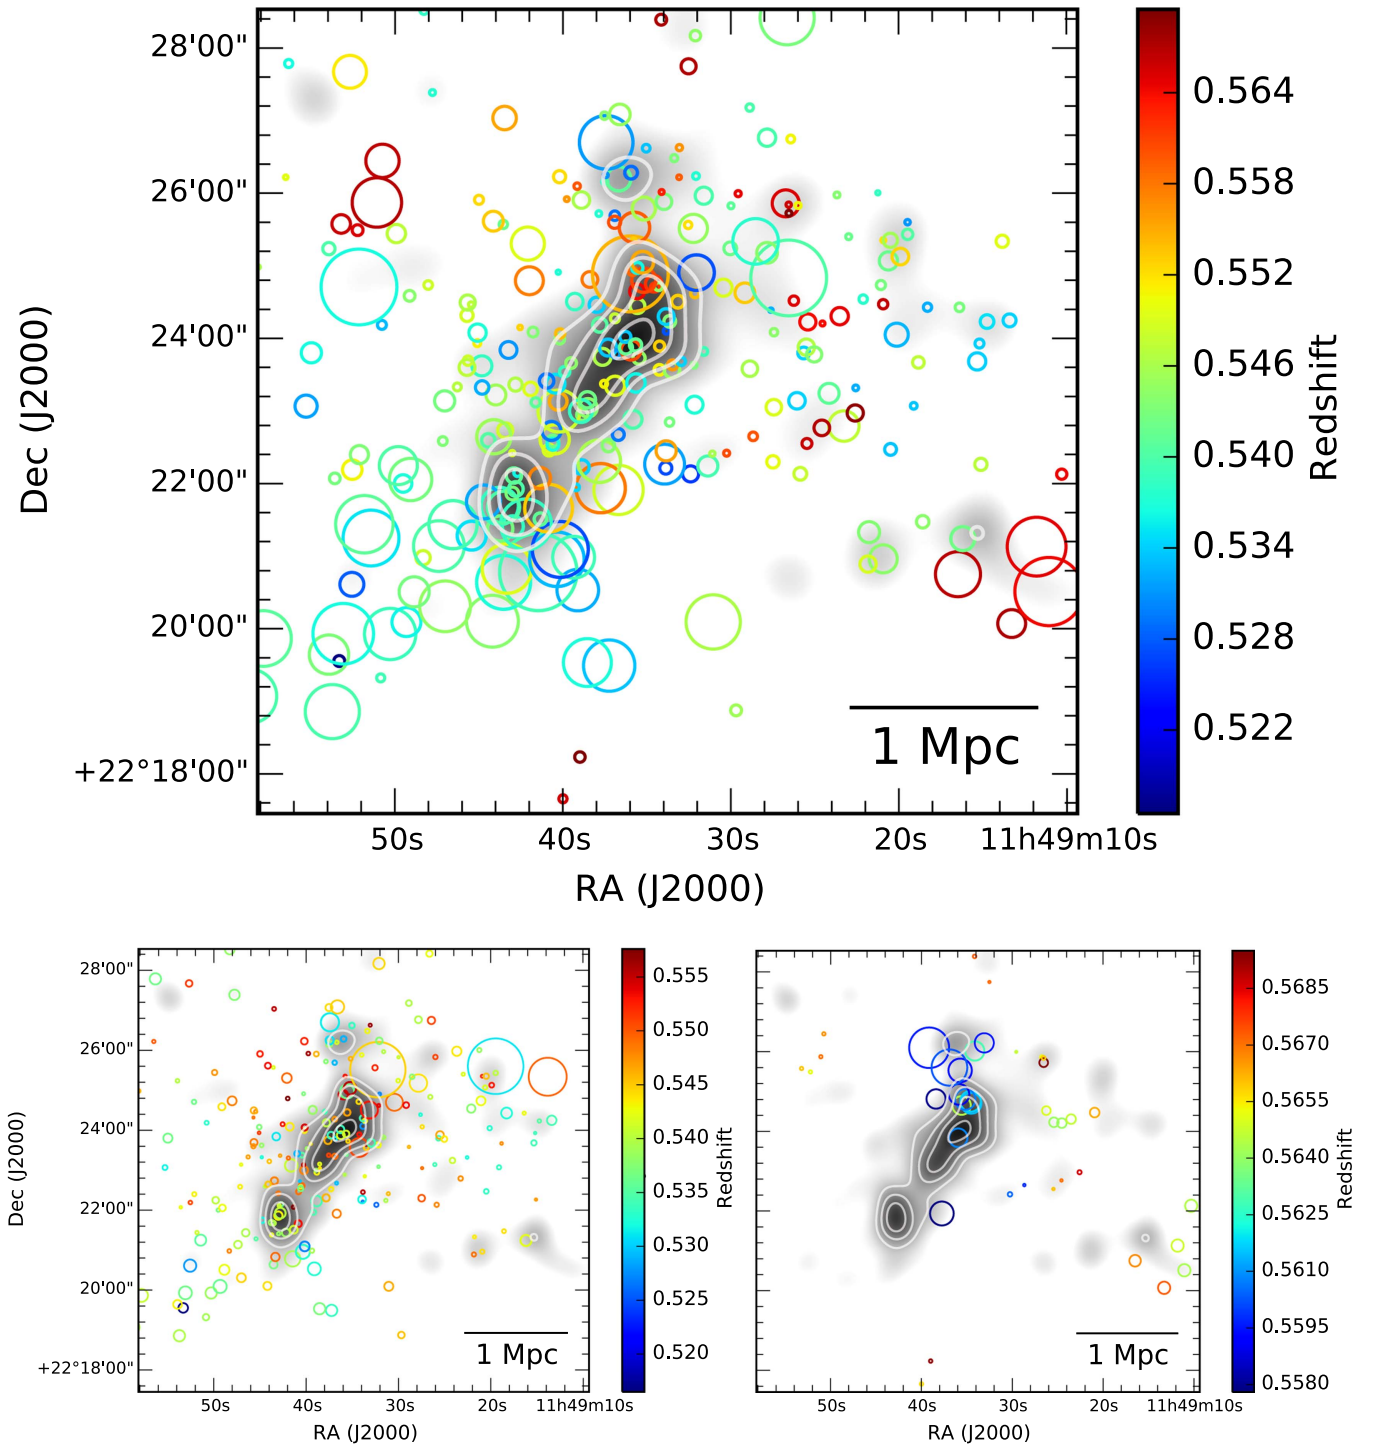 28'00"
26'00"
24'00"
22'00"
20'00"
+22°18'00"
Dec (J2000)
50s
40s
30s
20s
11h49m10s
RA (J2000)
1 Mpc
0.564
0.558
0.552
0.546
0.540
0.534
0.528
0.522
Redshift
28'00"
26'00"
24'00"
22'00"
20'00"
+22°18'00"
Dec (J2000)
50s
40s
30s
20s
11h49m10s
RA (J2000)
1 Mpc
0.555
0.550
0.545
0.540
0.535
0.530
0.525
0.520
Redshift
50s
40s
30s
20s
11h49m10s
RA (J2000)
1 Mpc
0.5685
0.5670
0.5655
0.5640
0.5625
0.5610
0.5595
0.5580
Redshift